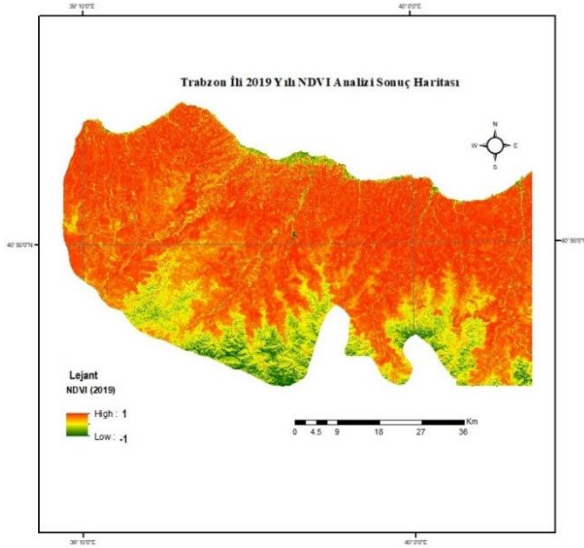 39°10'0"E 40°0'0"E
Trabzon İli 2019 Yılı NDVI Analizi Sonuç Haritası
N
W E
S
40°50'0"N 40°50'0"N
Lejant
NDVI (2019)
High : 1
Low : -1
Km
0 4.5 9 18 27 36
39°10'0"E 40°0'0"E